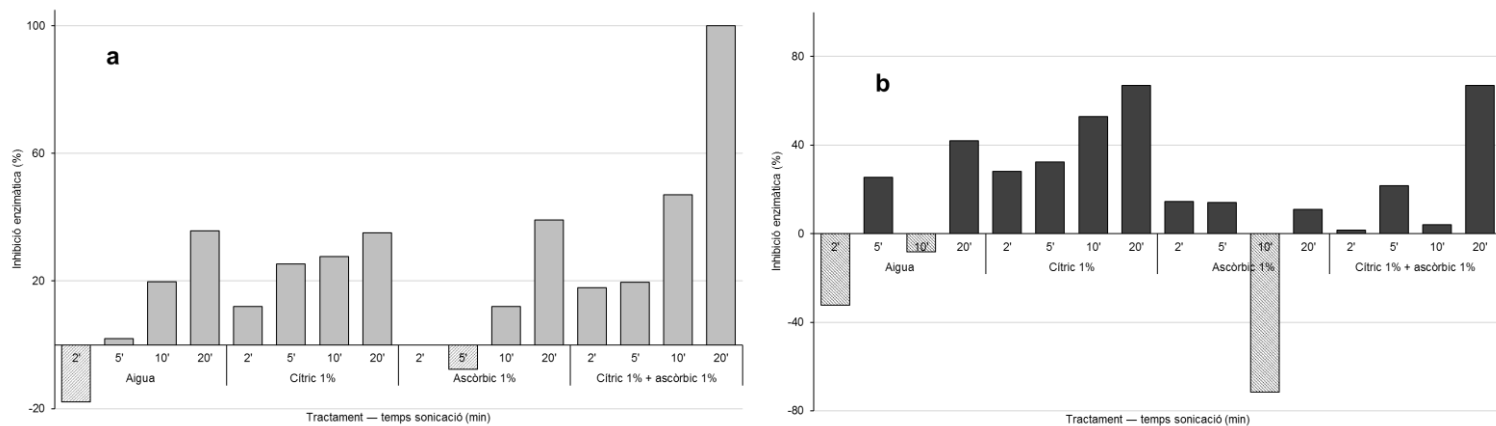 a
Inhibició enzimàtica (%)
100
60
20
-20
2' 5' 10' 20' 2' 5' 10' 20' 2' 5' 10' 20' 2' 5' 10' 20'
Aigua Cítric 1% Ascòrbic 1% Cítric 1% + ascòrbic 1%
Tractament — temps sonicació (min)
b
Inhibició enzimàtica (%)
80
40
0
-40
-80
2' 5' 10' 20' 2' 5' 10' 20' 2' 5' 10' 20' 2' 5' 10' 20'
Aigua Cítric 1% Ascòrbic 1% Cítric 1% + ascòrbic 1%
Tractament — temps sonicació (min)